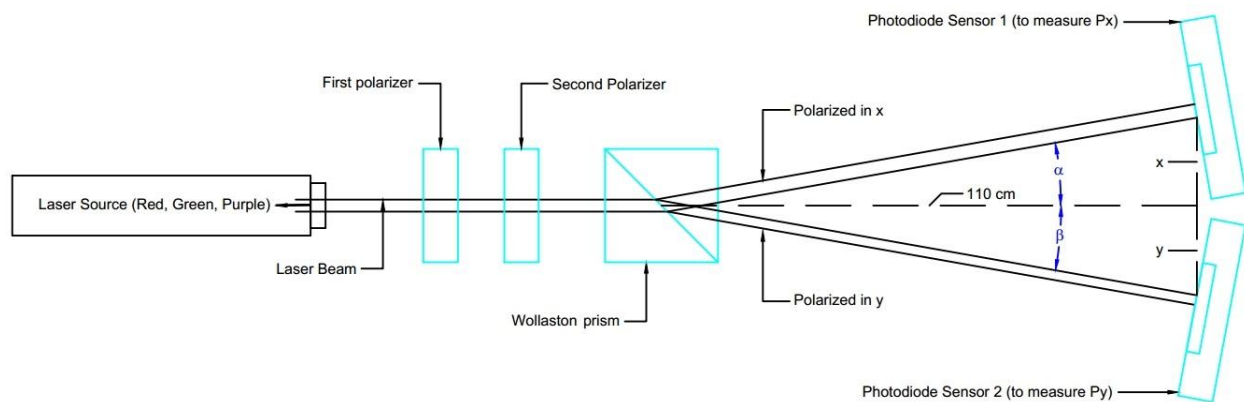 Photodiode Sensor 1 (to measure Px)
First polarizer
Second Polarizer
Polarized in x
x
α
Laser Source (Red, Green, Purple)
110 cm
β
y
Laser Beam
Polarized in y
Wollaston prism
Photodiode Sensor 2 (to measure Py)